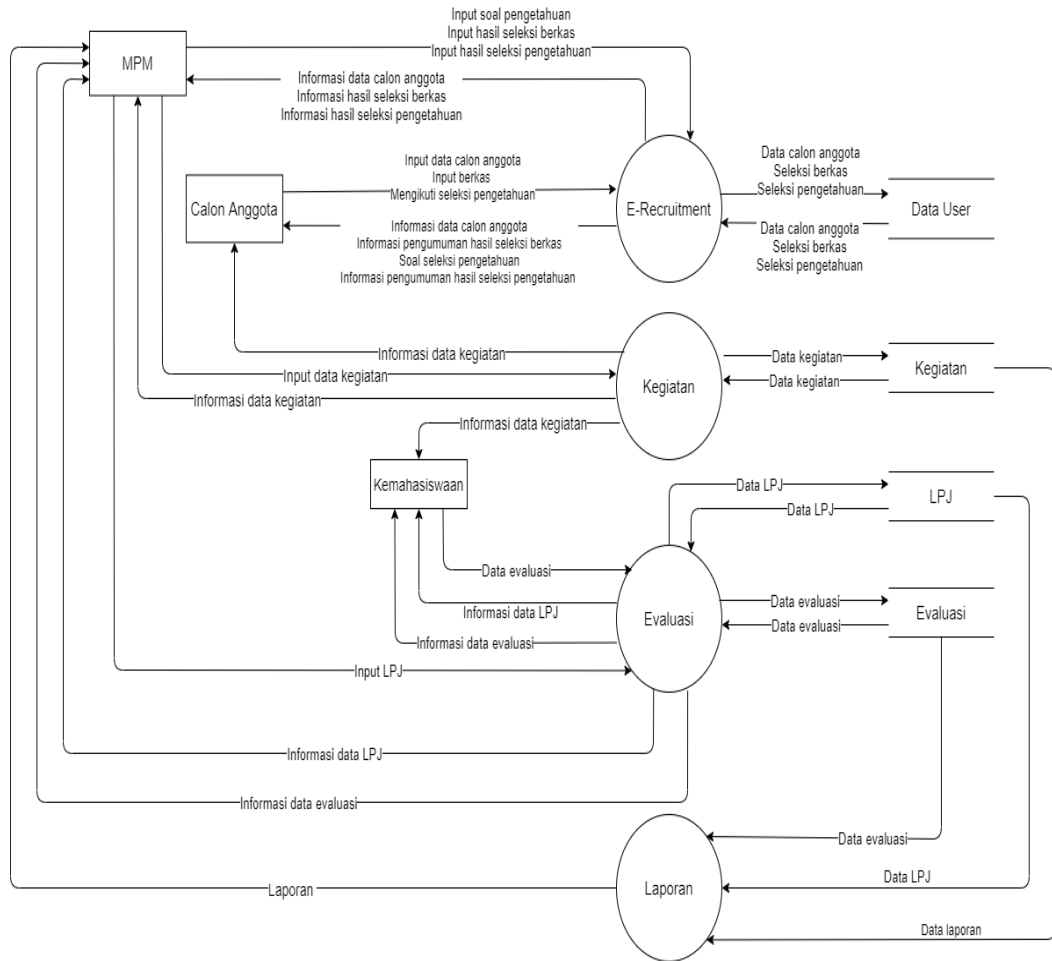 Input soal pengetahuan
Input hasil seleksi berkas
Input hasil seleksi pengetahuan
MPM
Informasi data calon anggota
Informasi hasil seleksi berkas
Informasi hasil seleksi pengetahuan
Input data calon anggota
Input berkas
Mengikuti seleksi pengetahuan
Data calon anggota
Seleksi berkas
Seleksi pengetahuan
Calon Anggota
E-Recruitment
Data User
Informasi data calon anggota
Informasi pengumuman hasil seleksi berkas
Soal seleksi pengetahuan
Informasi pengumuman hasil seleksi pengetahuan
Data calon anggota
Seleksi berkas
Seleksi pengetahuan
Informasi data kegiatan
Input data kegiatan
Informasi data kegiatan
Kegiatan
Data kegiatan
Data kegiatan
Kegiatan
Informasi data kegiatan
Kemahasiswaan
Data LPJ
Data LPJ
LPJ
Data evaluasi
Informasi data LPJ
Informasi data evaluasi
Input LPJ
Evaluasi
Data evaluasi
Data evaluasi
Evaluasi
Informasi data LPJ
Informasi data evaluasi
Data evaluasi
Laporan
Laporan
Data LPJ
Data laporan